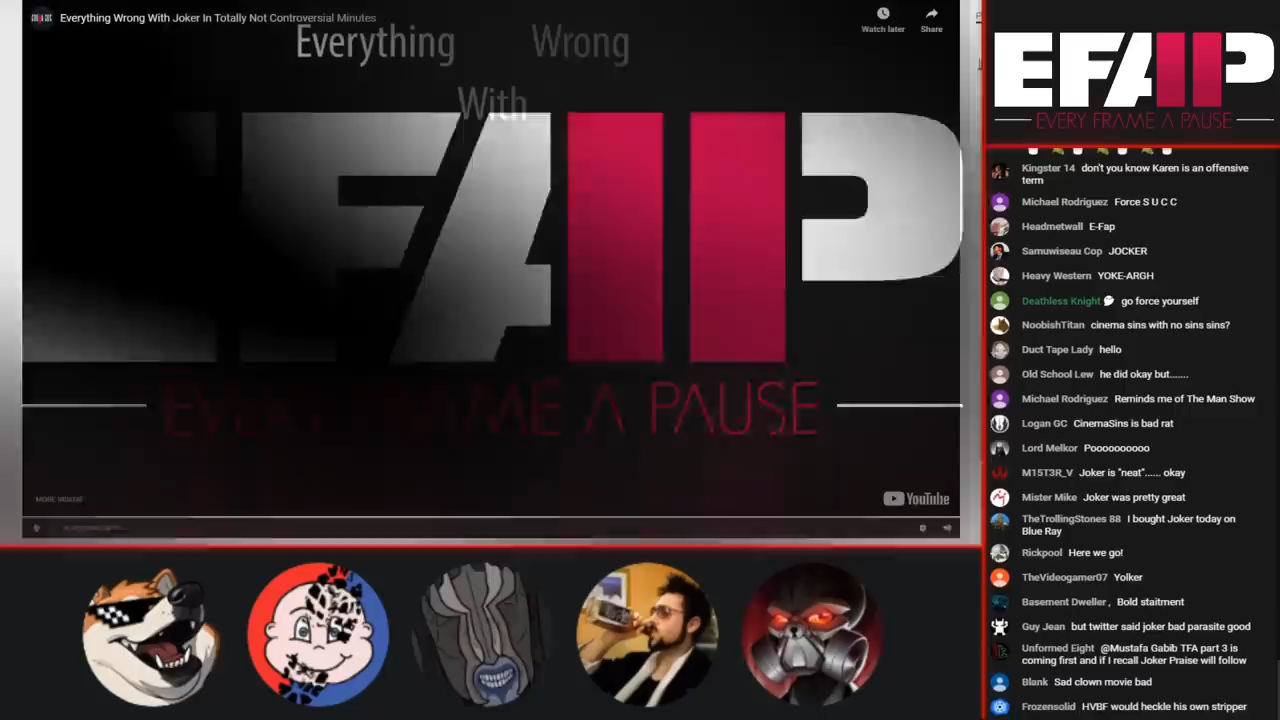 Everything Wrong With Joker In Totally Not Controversial Minutes
Watch later
Share
Everything Wrong
With
EFAP
EVERY FRAME A PAUSE
MORE VIDEOS
YouTube
EFAP
EVERY FRAME A PAUSE
Kingster 14 don't you know Karen is an offensive
term
Michael Rodriguez Force S U C C
Headmetwall E-Fap
Samuwiseau Cop JOCKER
Heavy Western YOKE-ARGH
Deathless Knight go force yourself
NoobishTitan cinema sins with no sins sins?
Duct Tape Lady hello
Old School Lew he did okay but.......
Michael Rodriguez Reminds me of The Man Show
Logan GC CinemaSins is bad rat
Lord Melkor Poooooooooo
M15T3R_V Joker is "neat"...... okay
Mister Mike Joker was pretty great
TheTrollingStones 88 I bought Joker today on
Blue Ray
Rickpool Here we go!
TheVideogamer07 Yolker
Basement Dweller , Bold staitment
Guy Jean but twitter said joker bad parasite good
Unformed Eight @Mustafa Gabib TFA part 3 is
coming first and if I recall Joker Praise will follow
Blank Sad clown movie bad
Frozensolid HVBF would heckle his own stripper